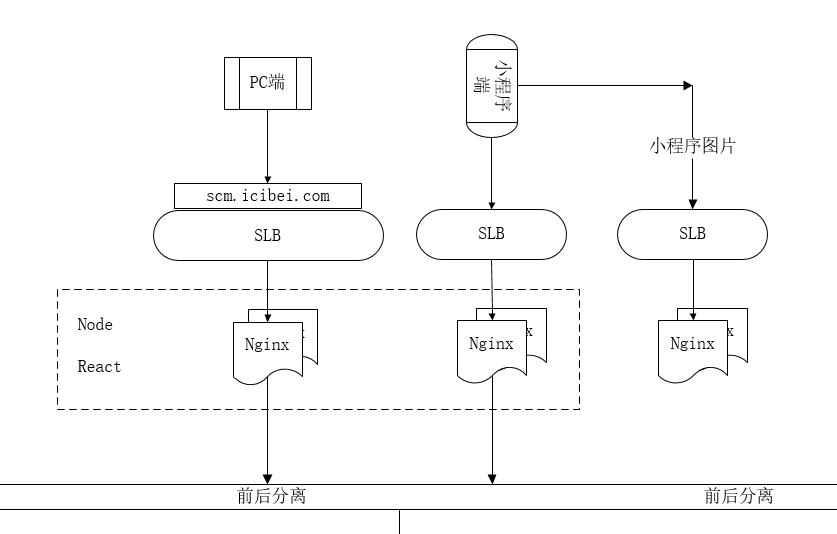 PC端
小程序
端
小程序图片
scm.icibei.com
SLB
SLB
SLB
Node
React
Nginx
x
Nginx
x
Nginx
x
前后分离
前后分离